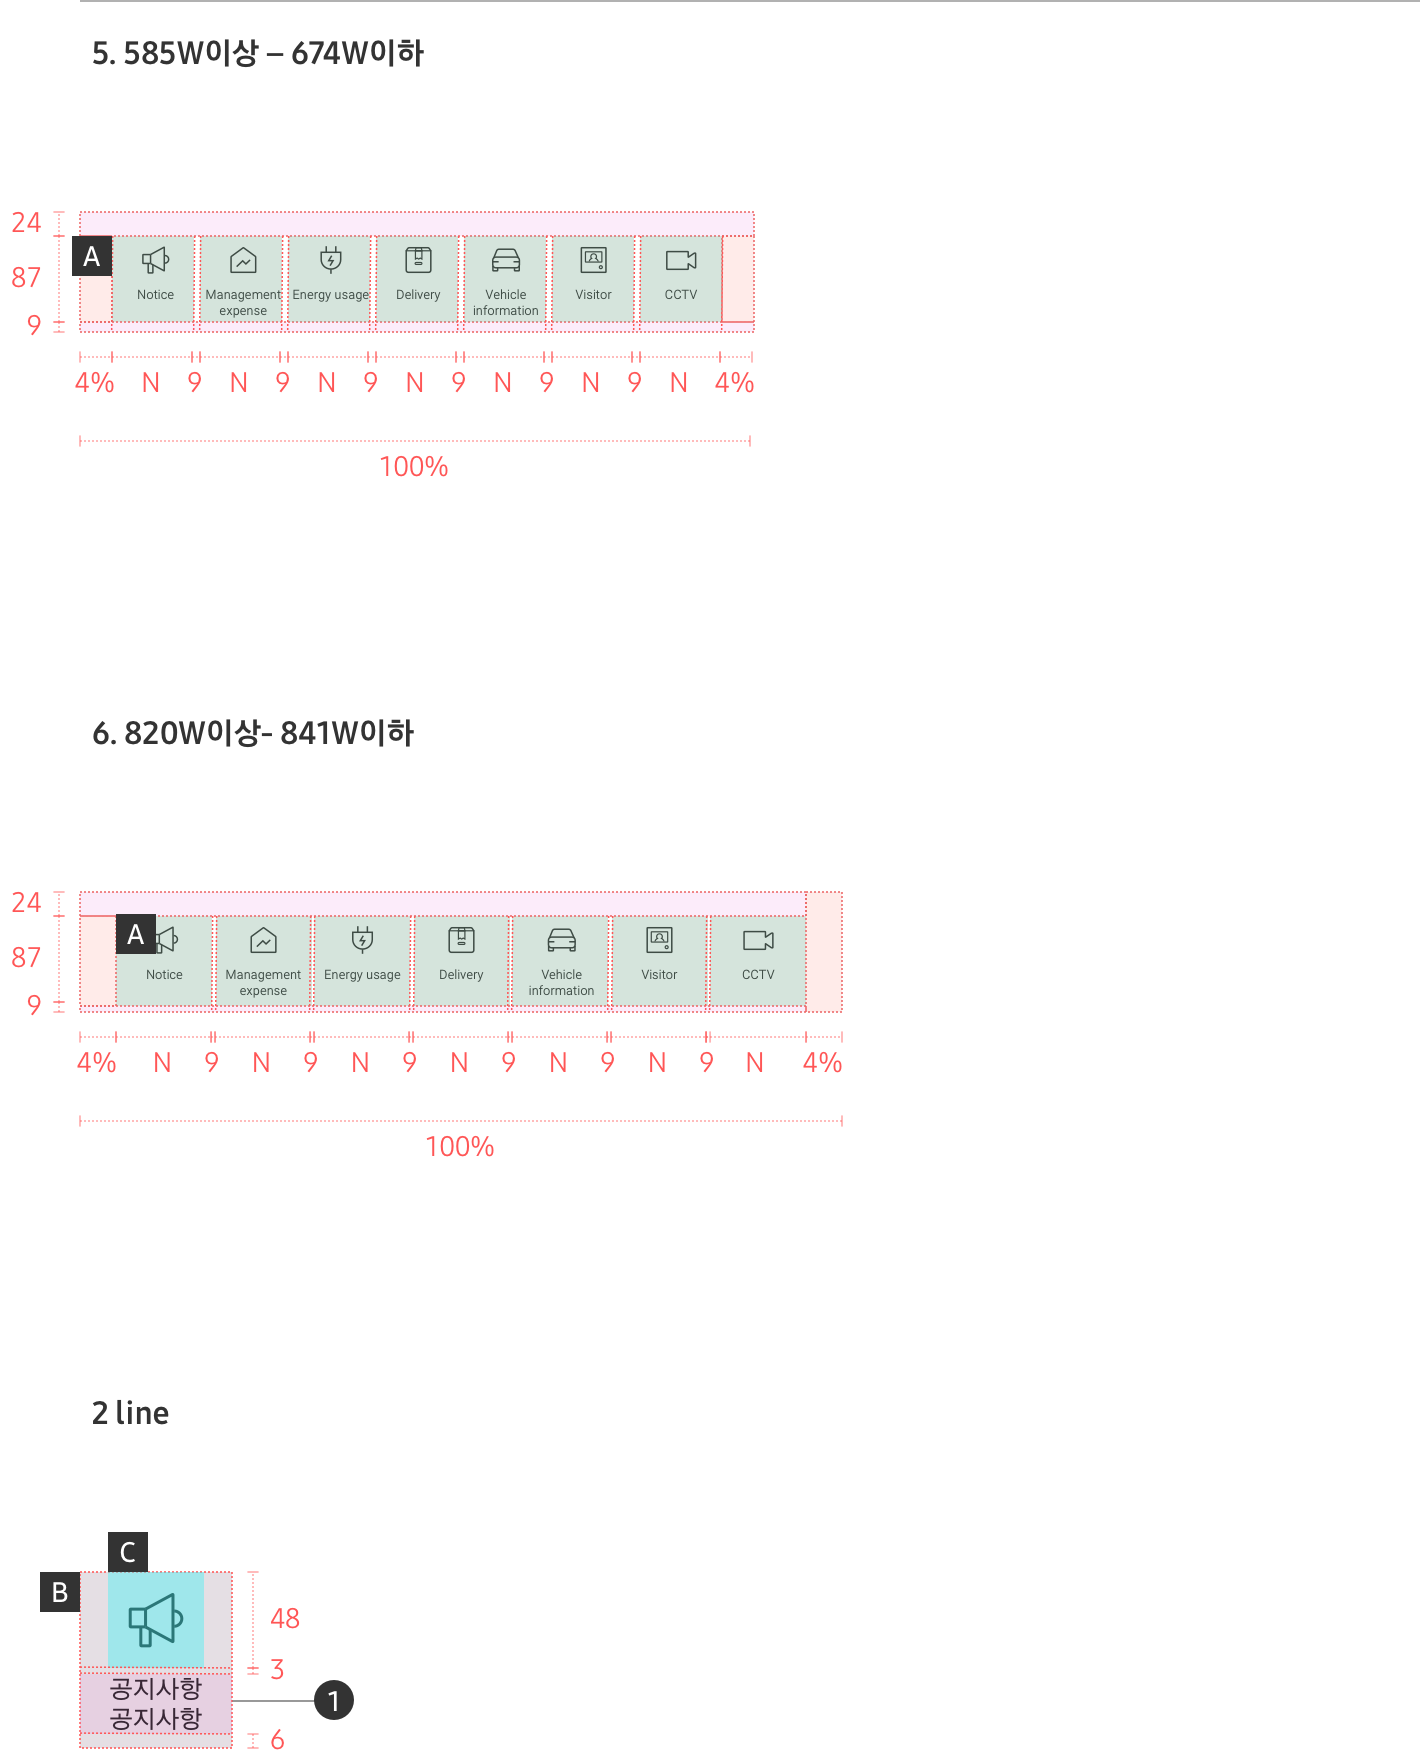 5. 585W이상 – 674W이하
24
A
87
9
Notice
Management
expense
Energy usage
Delivery
Vehicle
information
Visitor
CCTV
4% N 9 N 9 N 9 N 9 N 9 N 9 N 4%
100%
6. 820W이상- 841W이하
24
A
87
9
Notice
Management
expense
Energy usage
Delivery
Vehicle
information
Visitor
CCTV
4% N 9 N 9 N 9 N 9 N 9 N 9 N 4%
100%
2 line
C
B
48
3
공지사항
공지사항
1
6